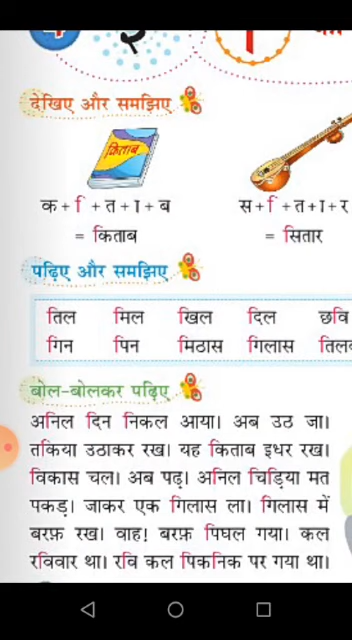 देखिए और समझिए
किताब
क + ि + त + ा + ब
स + ि + त + ा + र
= किताब
= सितार
पढ़िए और समझिए
तिल मिल खिल दिल छवि
गिन पिन मिठास गिलास
बोल-बोलकर पढ़िए
अनिल दिन निकल आया। अब उठ जा।
तकिया उठाकर रख। यह किताब इधर रख।
विकास चल। अब पढ़। अनिल चिड़िया मत
पकड़। जाकर एक गिलास ला। गिलास में
बरफ़ रख। वाह! बरफ़ पिघल गया। कल
रविवार था। रवि कल पिकनिक पर गया था।